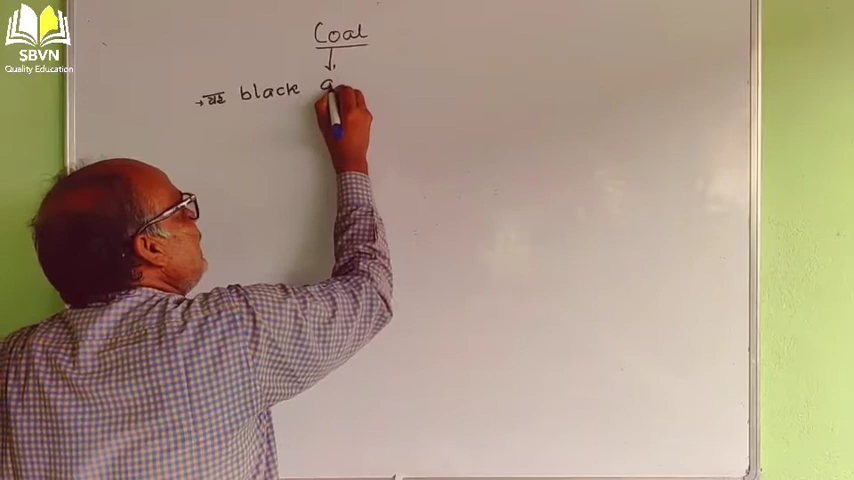 SBVN
Quality Education
Coal
↓
→ यह black a